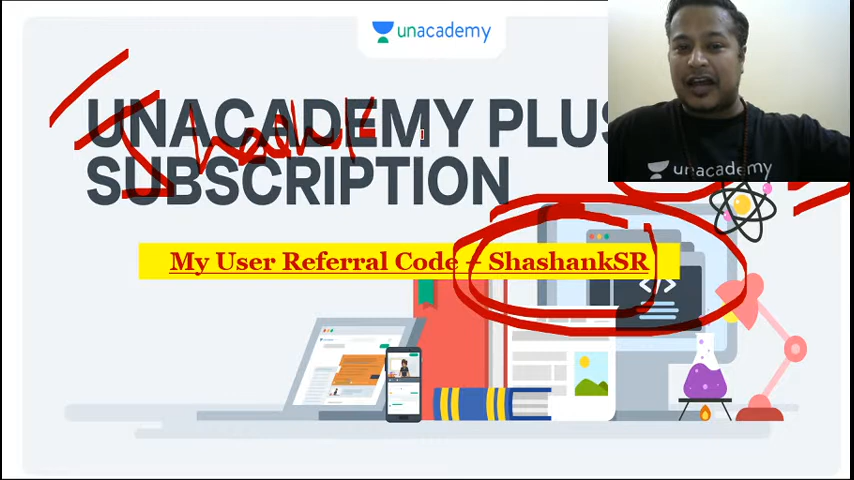 unacademy
UNACADEMY PLUS
SUBSCRIPTION
unacademy
My User Referral Code – ShashankSR
</>